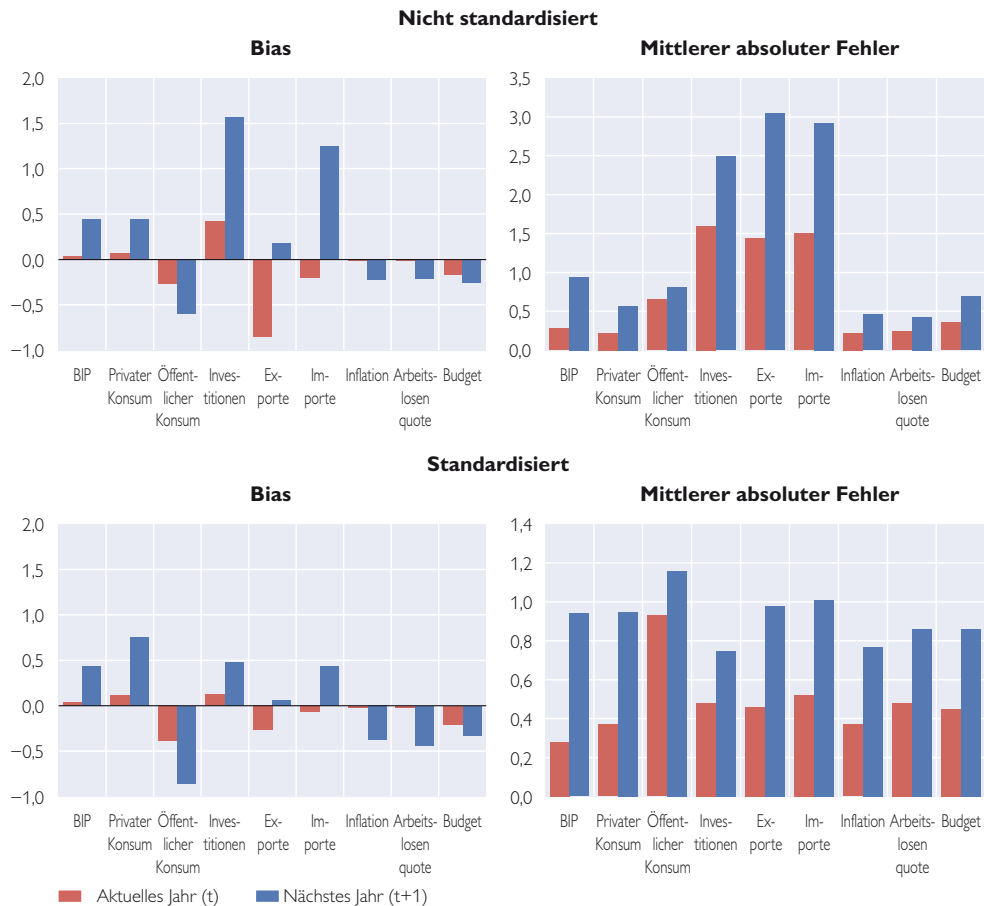 Nicht standardisiert
Bias
Mittlerer absoluter Fehler
2,0
1,5
1,0
0,5
0,0
−0,5
−1,0
BIP Privater Öffent- Inves- Ex- Im- Inflation Arbeits- Budget
Konsum licher titionen porte porte losen
Konsum quote
3,5
3,0
2,5
2,0
1,5
1,0
0,5
0,0
BIP Privater Öffent- Inves- Ex- Im- Inflation Arbeits- Budget
Konsum licher titionen porte porte losen
Konsum quote
Standardisiert
Bias
Mittlerer absoluter Fehler
2,0
1,5
1,0
0,5
0,0
−0,5
−1,0
BIP Privater Öffent- Inves- Ex- Im- Inflation Arbeits- Budget
Konsum licher titionen porte porte losen
Konsum quote
1,4
1,2
1,0
0,8
0,6
0,4
0,2
0,0
BIP Privater Öffent- Inves- Ex- Im- Inflation Arbeits- Budget
Konsum licher titionen porte porte losen
Konsum quote
Aktuelles Jahr (t) Nächstes Jahr (t+1)